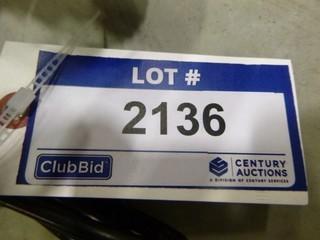 LOT #
2136
ClubBid
CENTURY
AUCTIONS
A DIVISION OF CENTURY SERVICES